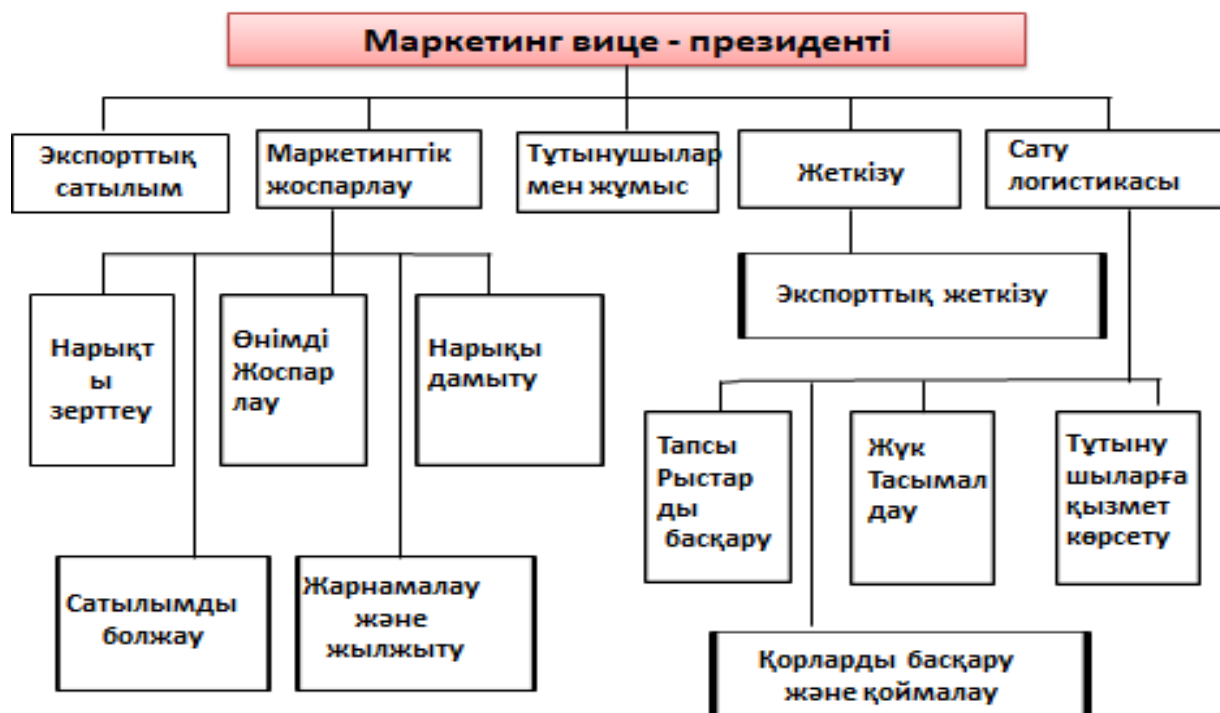 Маркетинг вице - президенті
Экспорттық
сатылым
Маркетингтік
жоспарлау
Тұтынушылар
мен жұмыс
Жеткізу
Сату
логистикасы
Экспорттық жеткізу
Нарықт
ы
зерттеу
Өнімді
Жоспар
лау
Нарықы
дамыту
Тапсы
Рыстар
ды
басқару
Жүк
Тасымал
дау
Тұтыну
шыларға
қызмет
көрсету
Сатылымды
болжау
Жарнамалау
және
жылжыту
Қорларды басқару
және қоймалау